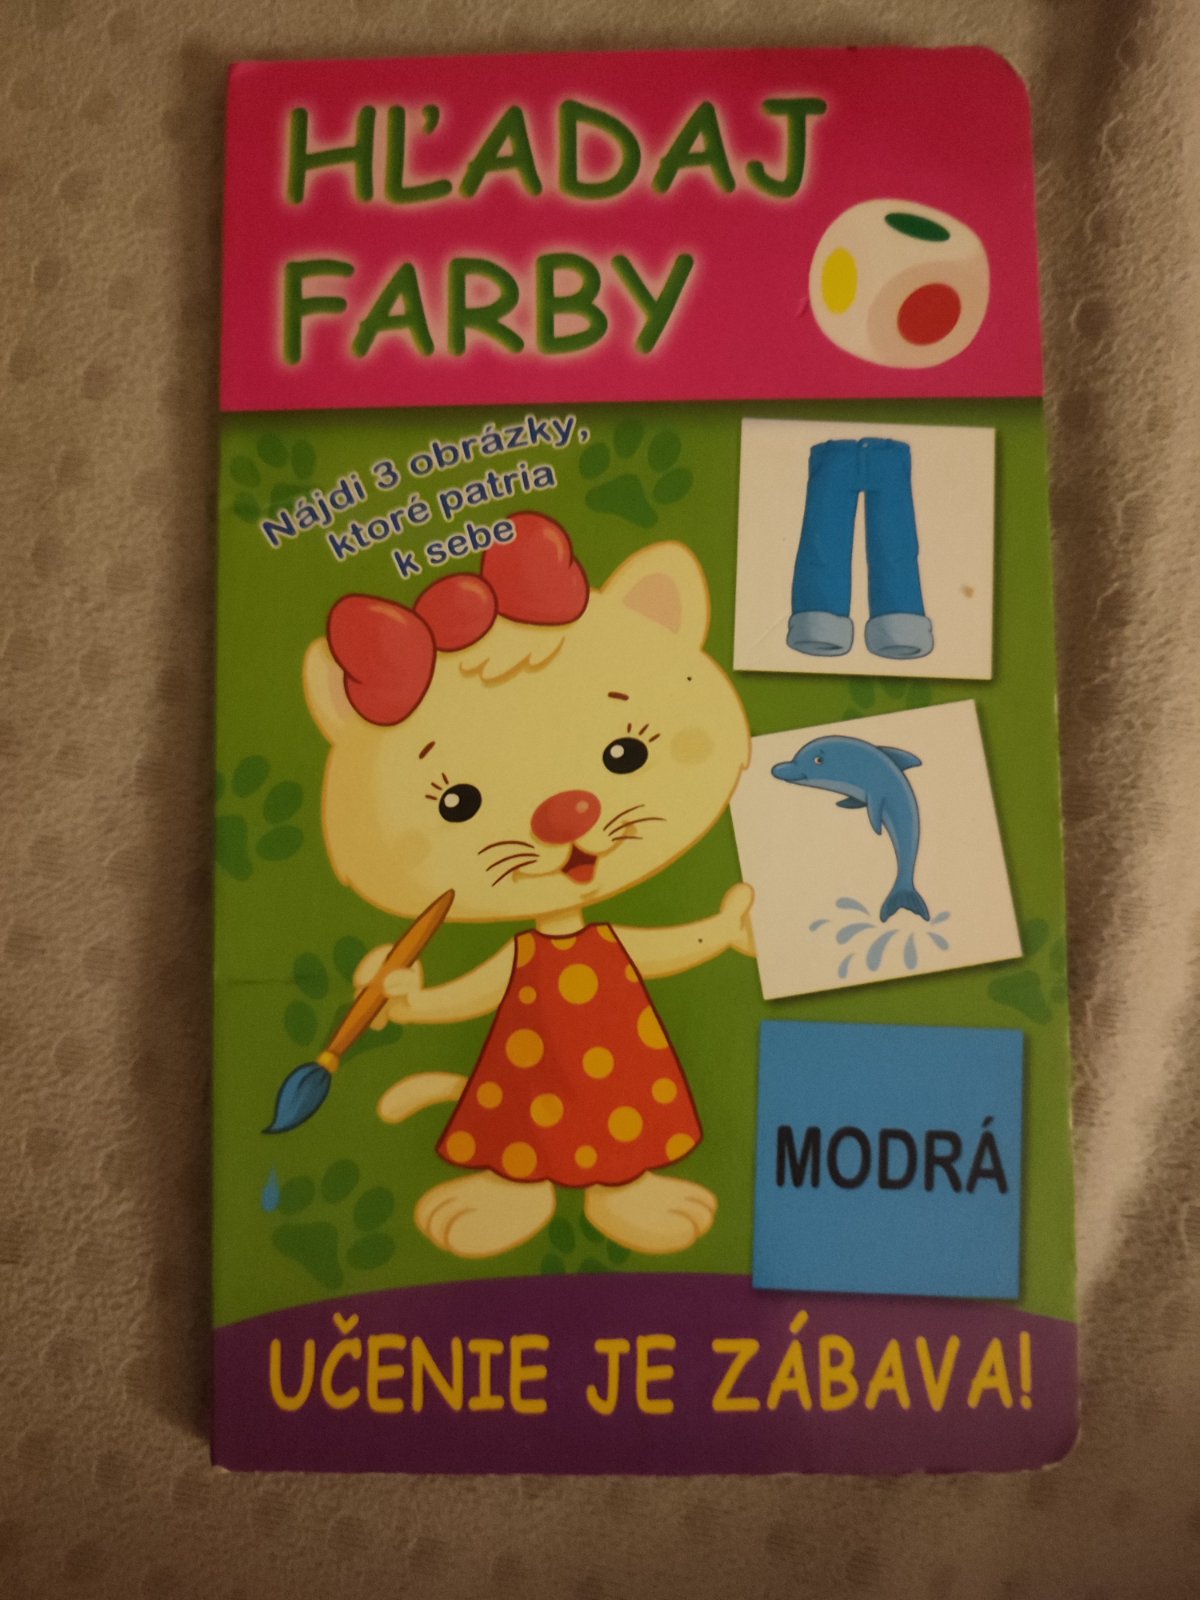 HĽADAJ
FARBY
Nájdi 3 obrázky,
ktoré patria
k sebe
MODRÁ
UČENIE JE ZÁBAVA!